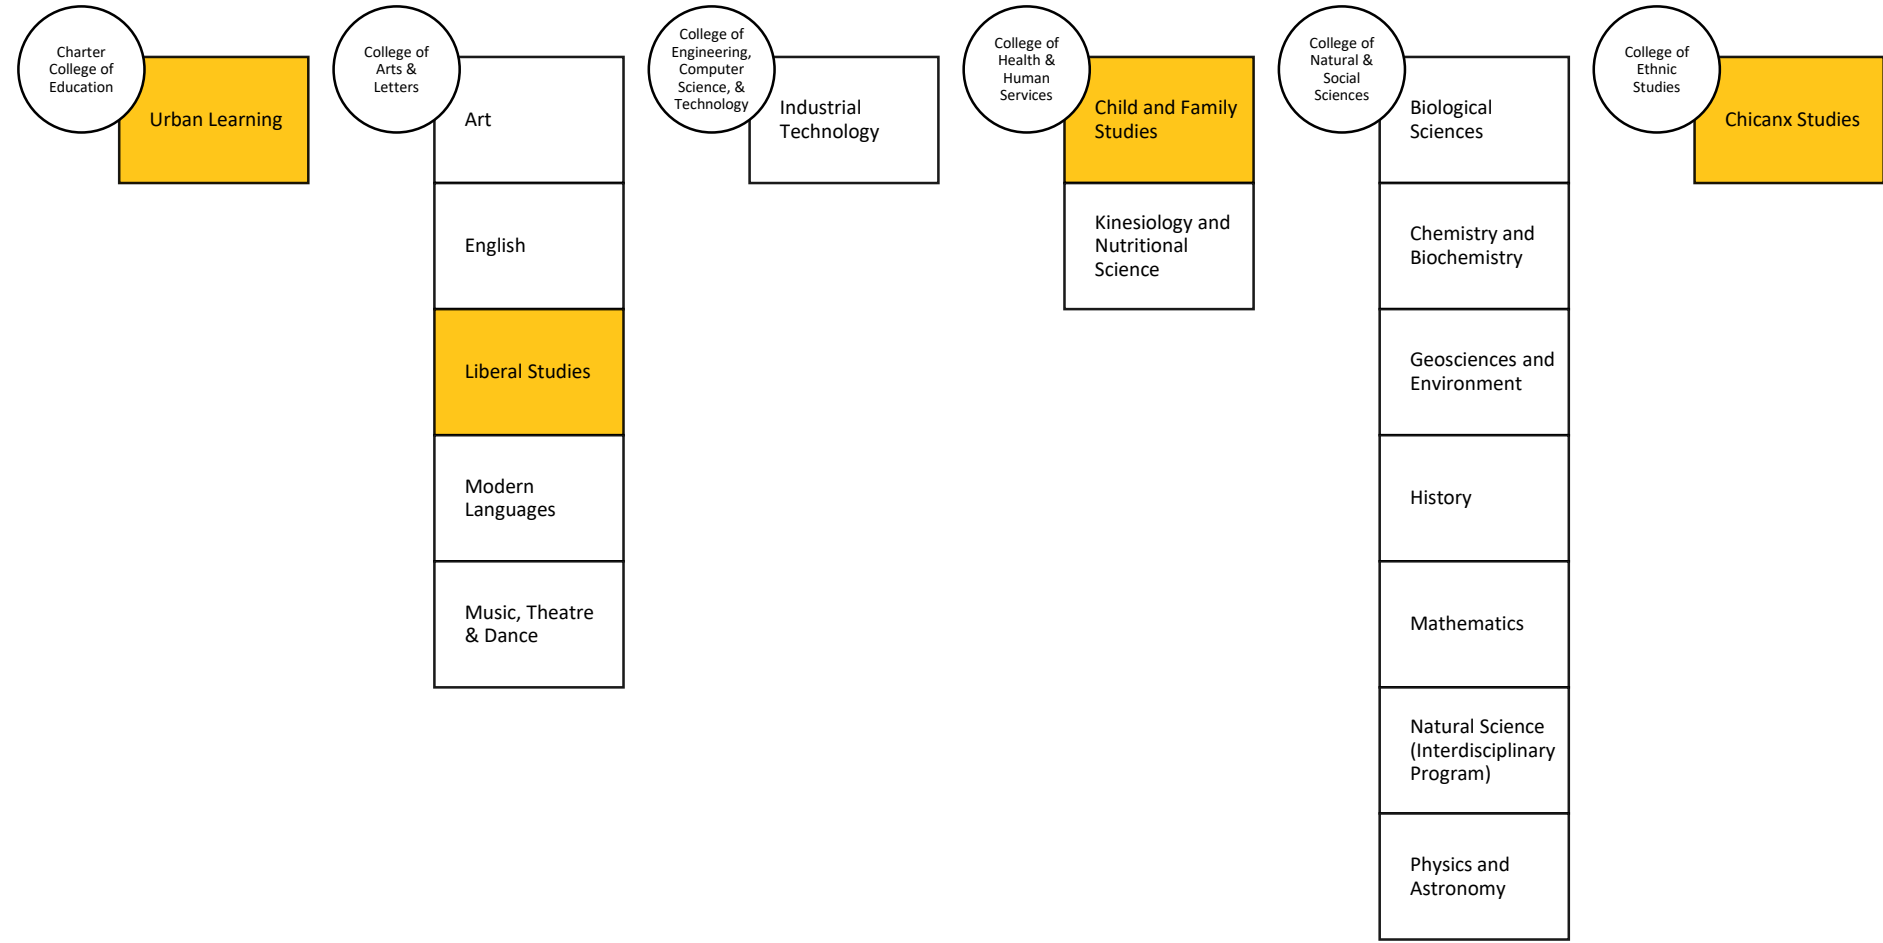 Charter
College of
Education
Urban Learning
College of
Arts &
Letters
Art
English
Liberal Studies
Modern
Languages
Music, Theatre
& Dance
College of
Engineering,
Computer
Science, &
Technology
Industrial
Technology
College of
Health &
Human
Services
Child and Family
Studies
Kinesiology and
Nutritional
Science
College of
Natural &
Social
Sciences
Biological
Sciences
Chemistry and
Biochemistry
Geosciences and
Environment
History
Mathematics
Natural Science
(Interdisciplinary
Program)
Physics and
Astronomy
College of
Ethnic
Studies
Chicanx Studies